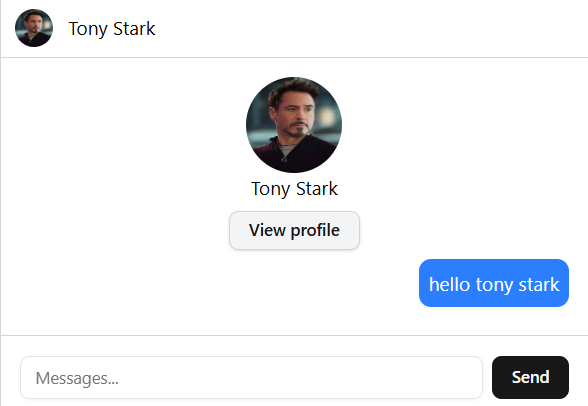 Tony Stark
Tony Stark
View profile
hello tony stark
Messages...
Send